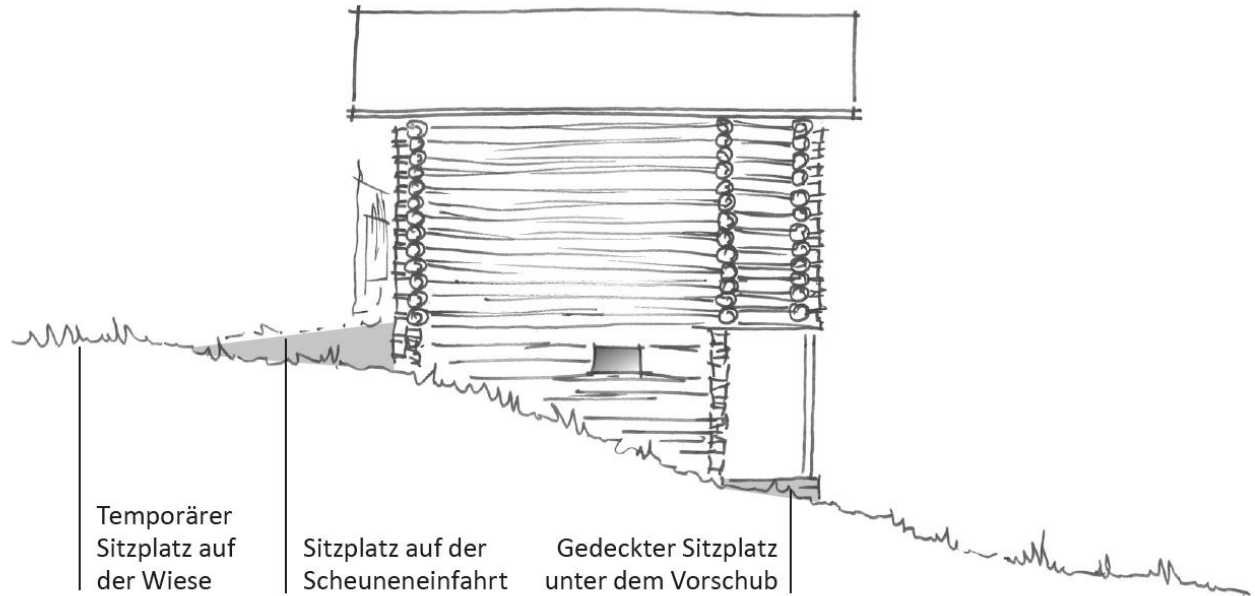 Temporärer
Sitzplatz auf
der Wiese
Sitzplatz auf der
Scheuneneinfahrt
Gedeckter Sitzplatz
unter dem Vorschub